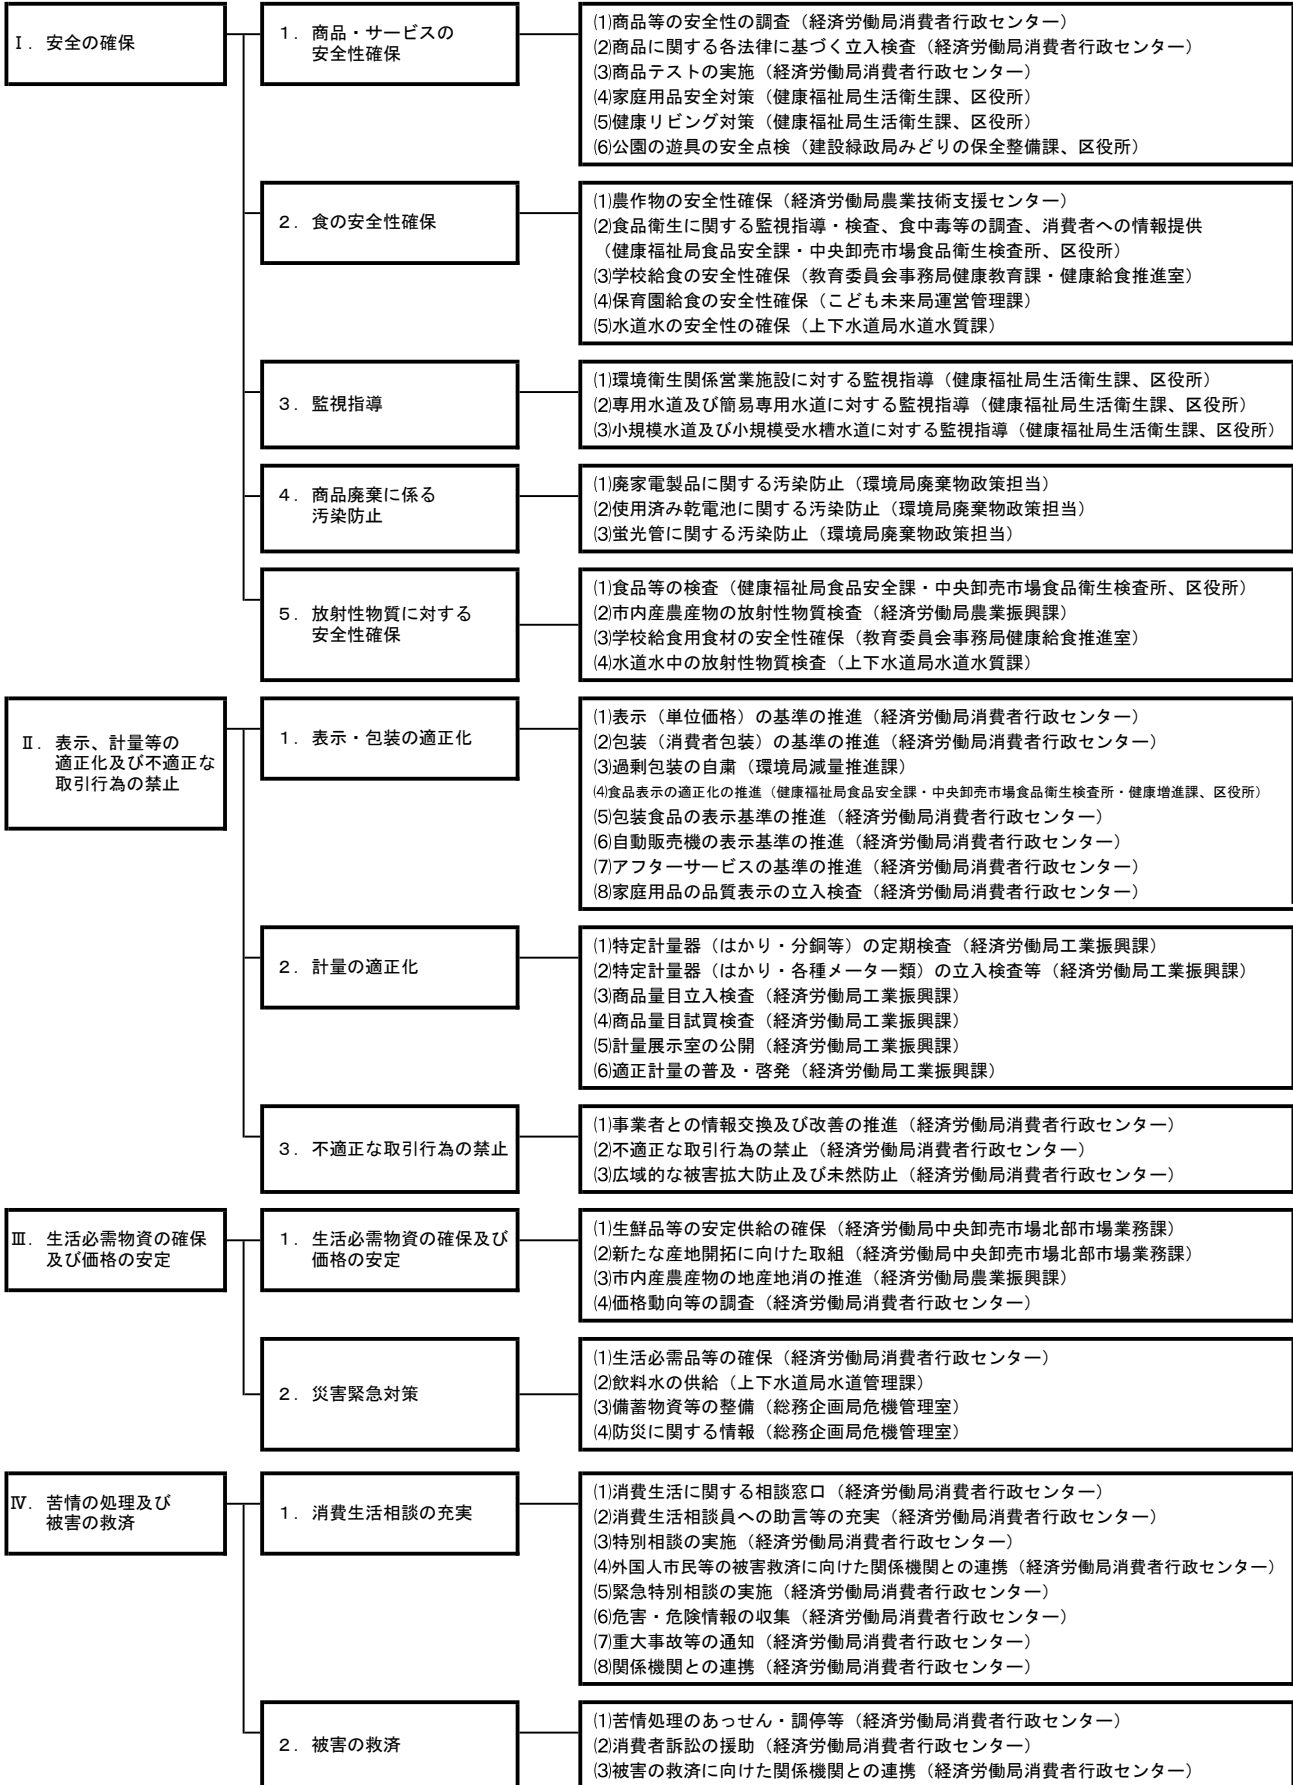 Ⅰ．安全の確保
１．商品・サービスの
安全性確保
⑴商品等の安全性の調査（経済労働局消費者行政センター）
⑵商品に関する各法律に基づく立入検査（経済労働局消費者行政センター）
⑶商品テストの実施（経済労働局消費者行政センター）
⑷家庭用品安全対策（健康福祉局生活衛生課、区役所）
⑸健康リビング対策（健康福祉局生活衛生課、区役所）
⑹公園の遊具の安全点検（建設緑政局みどりの保全整備課、区役所）
２．食の安全性確保
⑴農作物の安全性確保（経済労働局農業技術支援センター）
⑵食品衛生に関する監視指導・検査、食中毒等の調査、消費者への情報提供
（健康福祉局食品安全課・中央卸売市場食品衛生検査所、区役所）
⑶学校給食の安全性確保（教育委員会事務局健康教育課・健康給食推進室）
⑷保育園給食の安全性確保（こども未来局運営管理課）
⑸水道水の安全性の確保（上下水道局水道水質課）
３．監視指導
⑴環境衛生関係営業施設に対する監視指導（健康福祉局生活衛生課、区役所）
⑵専用水道及び簡易専用水道に対する監視指導（健康福祉局生活衛生課、区役所）
⑶小規模水道及び小規模受水槽水道に対する監視指導（健康福祉局生活衛生課、区役所）
４．商品廃棄に係る
汚染防止
⑴廃家電製品に関する汚染防止（環境局廃棄物政策担当）
⑵使用済み乾電池に関する汚染防止（環境局廃棄物政策担当）
⑶蛍光管に関する汚染防止（環境局廃棄物政策担当）
５．放射性物質に対する
安全性確保
⑴食品等の検査（健康福祉局食品安全課・中央卸売市場食品衛生検査所、区役所）
⑵市内産農産物の放射性物質検査（経済労働局農業振興課）
⑶学校給食用食材の安全性確保（教育委員会事務局健康給食推進室）
⑷水道水中の放射性物質検査（上下水道局水道水質課）
Ⅱ．表示、計量等の
適正化及び不適正な
取引行為の禁止
１．表示・包装の適正化
⑴表示（単位価格）の基準の推進（経済労働局消費者行政センター）
⑵包装（消費者包装）の基準の推進（経済労働局消費者行政センター）
⑶過剰包装の自粛（環境局減量推進課）
⑷食品表示の適正化の推進（健康福祉局食品安全課・中央卸売市場食品衛生検査所・健康増進課、区役所）
⑸包装食品の表示基準の推進（経済労働局消費者行政センター）
⑹自動販売機の表示基準の推進（経済労働局消費者行政センター）
⑺アフターサービスの基準の推進（経済労働局消費者行政センター）
⑻家庭用品の品質表示の立入検査（経済労働局消費者行政センター）
２．計量の適正化
⑴特定計量器（はかり・分銅等）の定期検査（経済労働局工業振興課）
⑵特定計量器（はかり・各種メーター類）の立入検査等（経済労働局工業振興課）
⑶商品量目立入検査（経済労働局工業振興課）
⑷商品量目試買検査（経済労働局工業振興課）
⑸計量展示室の公開（経済労働局工業振興課）
⑹適正計量の普及・啓発（経済労働局工業振興課）
３．不適正な取引行為の禁止
⑴事業者との情報交換及び改善の推進（経済労働局消費者行政センター）
⑵不適正な取引行為の禁止（経済労働局消費者行政センター）
⑶広域的な被害拡大防止及び未然防止（経済労働局消費者行政センター）
Ⅲ．生活必需物資の確保
及び価格の安定
１．生活必需物資の確保及び
価格の安定
⑴生鮮品等の安定供給の確保（経済労働局中央卸売市場北部市場業務課）
⑵新たな産地開拓に向けた取組（経済労働局中央卸売市場北部市場業務課）
⑶市内産農産物の地産地消の推進（経済労働局農業振興課）
⑷価格動向等の調査（経済労働局消費者行政センター）
２．災害緊急対策
⑴生活必需品等の確保（経済労働局消費者行政センター）
⑵飲料水の供給（上下水道局水道管理課）
⑶備蓄物資等の整備（総務企画局危機管理室）
⑷防災に関する情報（総務企画局危機管理室）
Ⅳ．苦情の処理及び
被害の救済
１．消費生活相談の充実
⑴消費生活に関する相談窓口（経済労働局消費者行政センター）
⑵消費生活相談員への助言等の充実（経済労働局消費者行政センター）
⑶特別相談の実施（経済労働局消費者行政センター）
⑷外国人市民等の被害救済に向けた関係機関との連携（経済労働局消費者行政センター）
⑸緊急特別相談の実施（経済労働局消費者行政センター）
⑹危害・危険情報の収集（経済労働局消費者行政センター）
⑺重大事故等の通知（経済労働局消費者行政センター）
⑻関係機関との連携（経済労働局消費者行政センター）
２．被害の救済
⑴苦情処理のあっせん・調停等（経済労働局消費者行政センター）
⑵消費者訴訟の援助（経済労働局消費者行政センター）
⑶被害の救済に向けた関係機関との連携（経済労働局消費者行政センター）